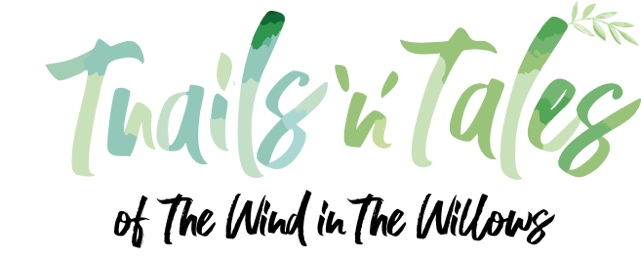 Trails 'n' Tales
of The Wind in The Willows